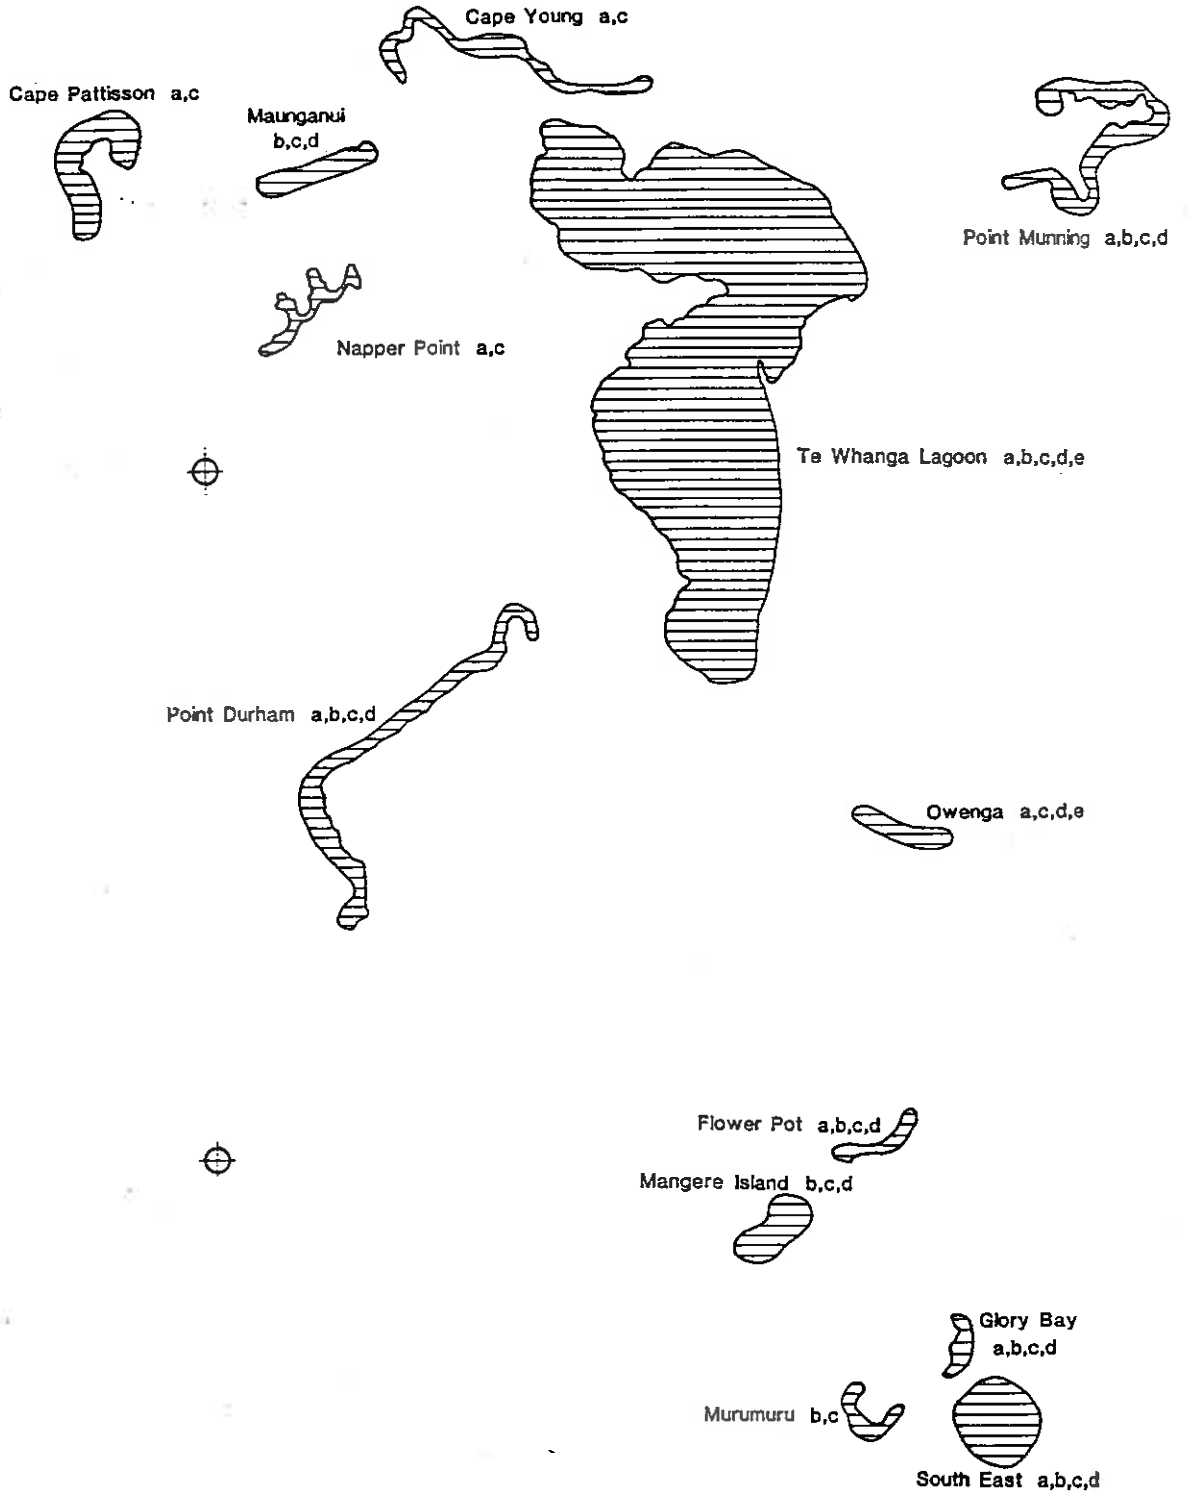 Cape Young a,c
Cape Pattisson a,c
Maunganui
b,c,d
Point Munning a,b,c,d
Napper Point a,c
Te Whanga Lagoon a,b,c,d,e
Point Durham a,b,c,d
Owenga a,c,d,e
Flower Pot a,b,c,d
Mangere Island b,c,d
Glory Bay
a,b,c,d
Murumuru b,c
South East a,b,c,d